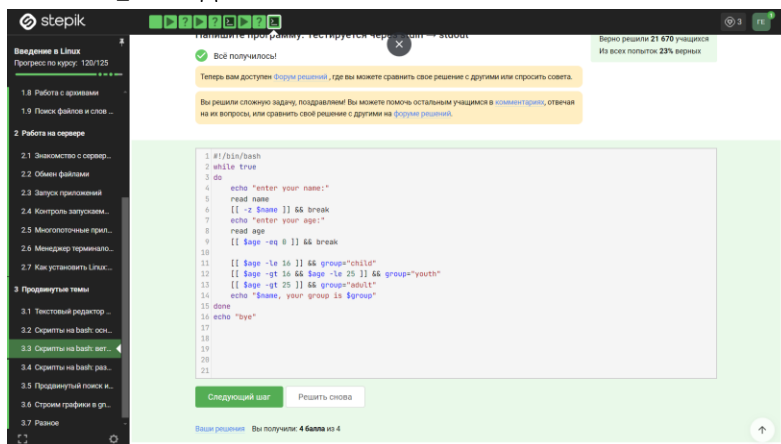 stepik
3
ГЕ
Введение в Linux
Прогресс по курсу: 120/125
1.8 Работа с архивами
1.9 Поиск файлов и слов ...
2 Работа на сервере
2.1 Знакомство с сервер...
2.2 Обмен файлами
2.3 Запуск приложений
2.4 Контроль запускаем...
2.5 Многопоточные прил...
2.6 Менеджер терминало...
2.7 Как установить Linux:...
3 Продвинутые темы
3.1 Текстовый редактор ...
3.2 Скрипты на bash: осн...
3.3 Скрипты на bash: вет...
3.4 Скрипты на bash: раз...
3.5 Продвинутый поиск и...
3.6 Строим графики в gn...
3.7 Разное
Напишите программу. Тестируется через stdin → stdout
Верно решили 21 670 учащихся
Из всех попыток 23% верных
Всё получилось!
Теперь вам доступен Форум решений , где вы можете сравнить свое решение с другими или спросить совета.
Вы решили сложную задачу, поздравляем! Вы можете помочь остальным учащимся в комментариях, отвечая
на их вопросы, или сравнить своё решение с другими на форуме решений.
1 #!/bin/bash
2 while true
3 do
4 echo "enter your name:"
5 read name
6 [[ -z $name ]] && break
7 echo "enter your age:"
8 read age
9 [[ $age -eq 0 ]] && break
10
11 [[ $age -le 16 ]] && group="child"
12 [[ $age -gt 16 && $age -le 25 ]] && group="youth"
13 [[ $age -gt 25 ]] && group="adult"
14 echo "$name, your group is $group"
15 done
16 echo "bye"
17
18
19
20
21
Следующий шаг
Решить снова
Ваши решения Вы получили: 4 балла из 4